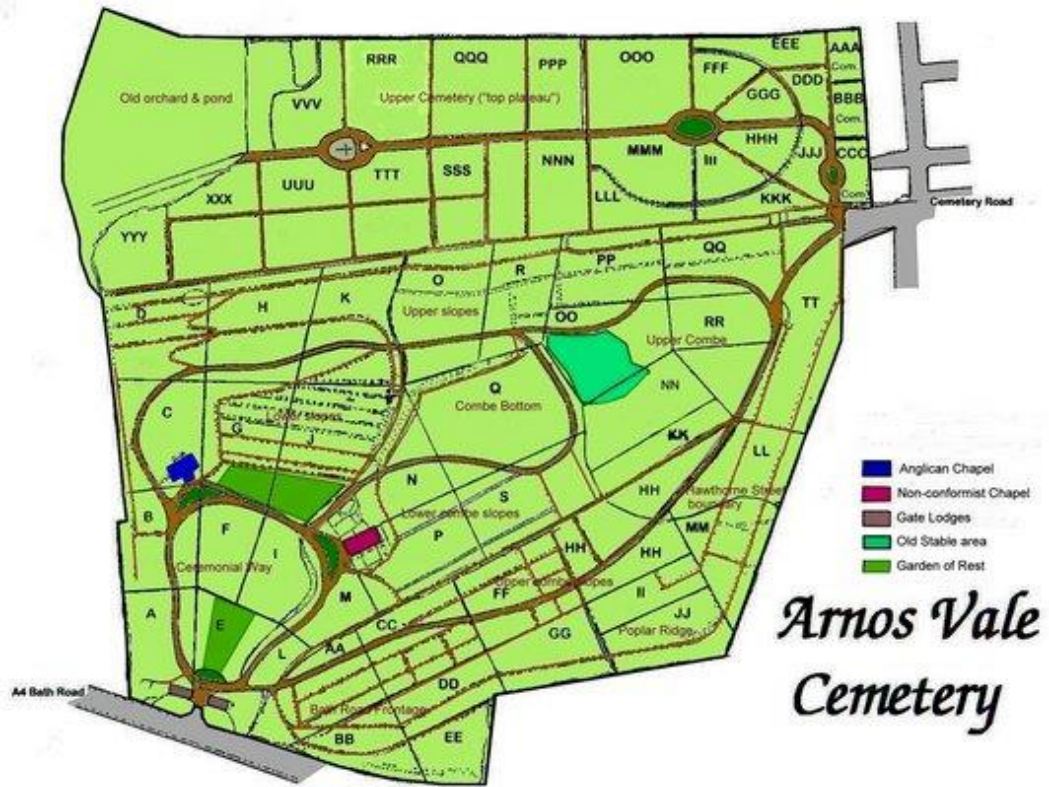 EEE
AAA
RRR
QQQ
PPP
OOO
FFF
Com.
DDD
Old orchard & pond
VVV
Upper Cemetery ("top plateau")
GGG
BBB
Com.
HHH
MMM
III
JJJ
CCC
NNN
TTT
SSS
UUU
XXX
LLL
KKK
Com
Cemetery Road
YYY
QQ
PP
R
O
H
K
D
TT
Upper slopes
OO
RR
Upper Combe
C
Q
Combe Bottom
NN
G
Lower slopes
J
KK
LL
Anglican Chapel
N
HH
Hawthorne Street
boundary
Non-conformist Chapel
S
B
Lower combe slopes
Gate Lodges
F
MM
P
Old Stable area
I
HH
HH
Ceremonial Way
Garden of Rest
Upper combe slopes
M
FF
II
A
E
CC
JJ
GG
Poplar Ridge
Arnos Vale
L
AA
DD
Cemetery
A4 Bath Road
Bath Road Frontage
BB
EE